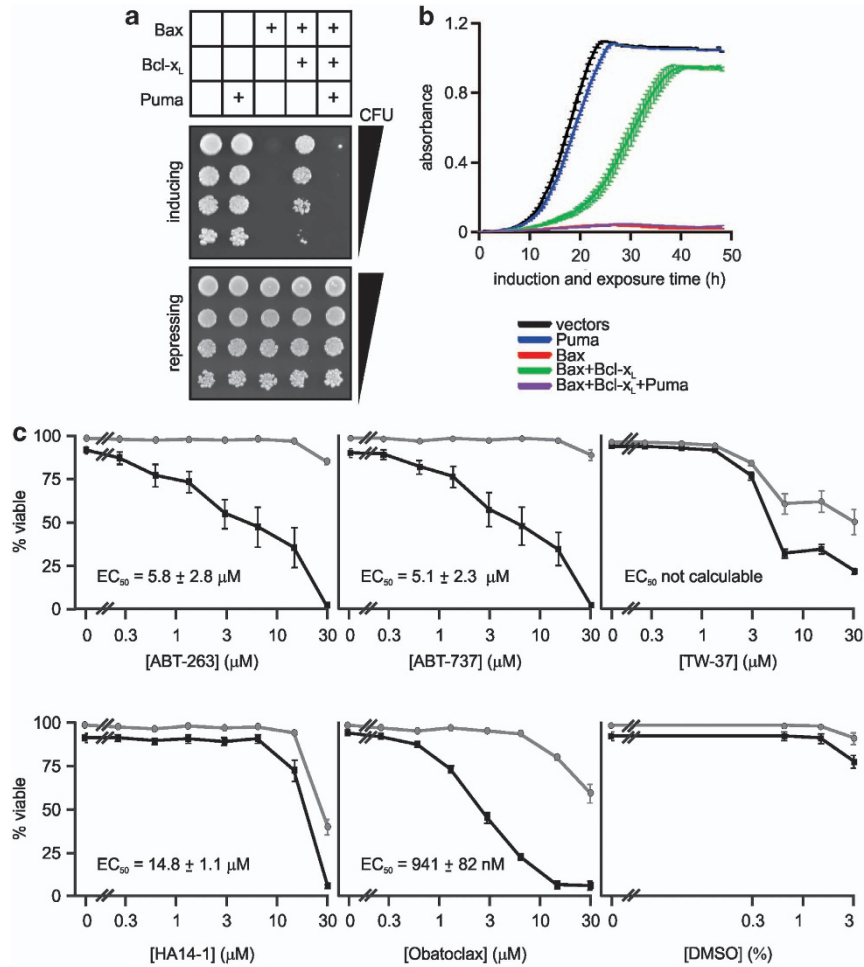 a
Bax + + +
Bcl-xL + +
Puma + +
CFU
inducing
repressing
b
1.2
0.8
0.4
0
absorbance
0 10 20 30 40 50
induction and exposure time (h)
vectors
Puma
Bax
Bax+Bcl-xL
Bax+Bcl-xL+Puma
c
100
75
50
25
0
% viable
EC50 = 5.8 ± 2.8 μM
0 0.3 1 3 10 30
[ABT-263] (μM)
EC50 = 5.1 ± 2.3 μM
0 0.3 1 3 10 30
[ABT-737] (μM)
EC50 not calculable
0 0.3 1 3 10 30
[TW-37] (μM)
100
75
50
25
0
% viable
EC50 = 14.8 ± 1.1 μM
0 0.3 1 3 10 30
[HA14-1] (μM)
EC50 = 941 ± 82 nM
0 0.3 1 3 10 30
[Obatoclax] (μM)
0 0.3 1 3
[DMSO] (%)